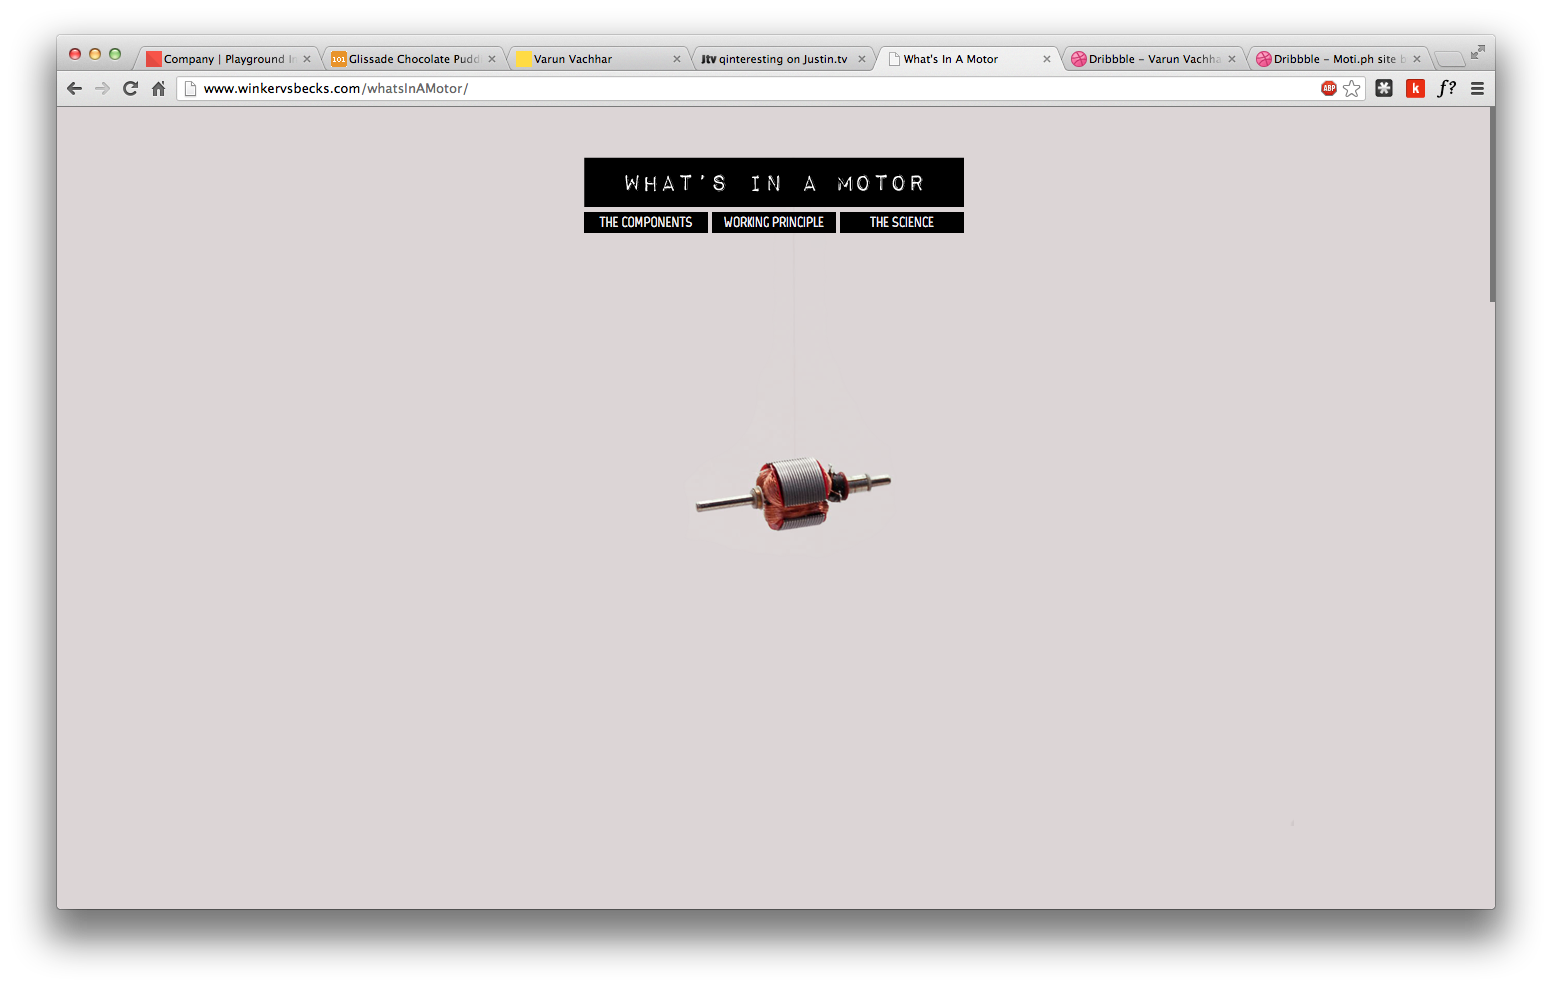 Company | Playground In
101 Glissade Chocolate Pudd
Varun Vachhar
Jtv qinteresting on Justin.tv
What's In A Motor
Dribbble – Varun Vachha
Dribbble – Moti.ph site b
www.winkervsbecks.com/whatsInAMotor/
ABP
k
f?
WHAT'S IN A MOTOR
THE COMPONENTS
WORKING PRINCIPLE
THE SCIENCE